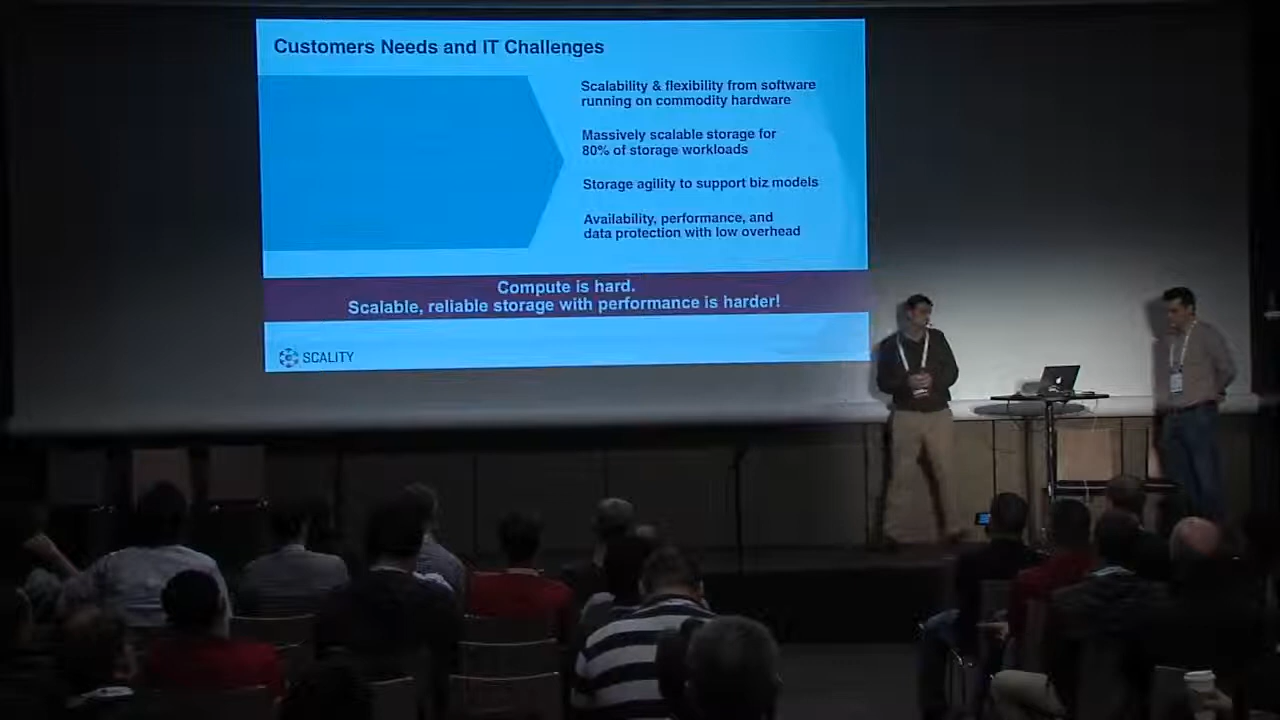 Customers Needs and IT Challenges
Scalability & flexibility from software
running on commodity hardware
Massively scalable storage for
80% of storage workloads
Storage agility to support biz models
Availability, performance, and
data protection with low overhead
Compute is hard.
Scalable, reliable storage with performance is harder!
SCALITY